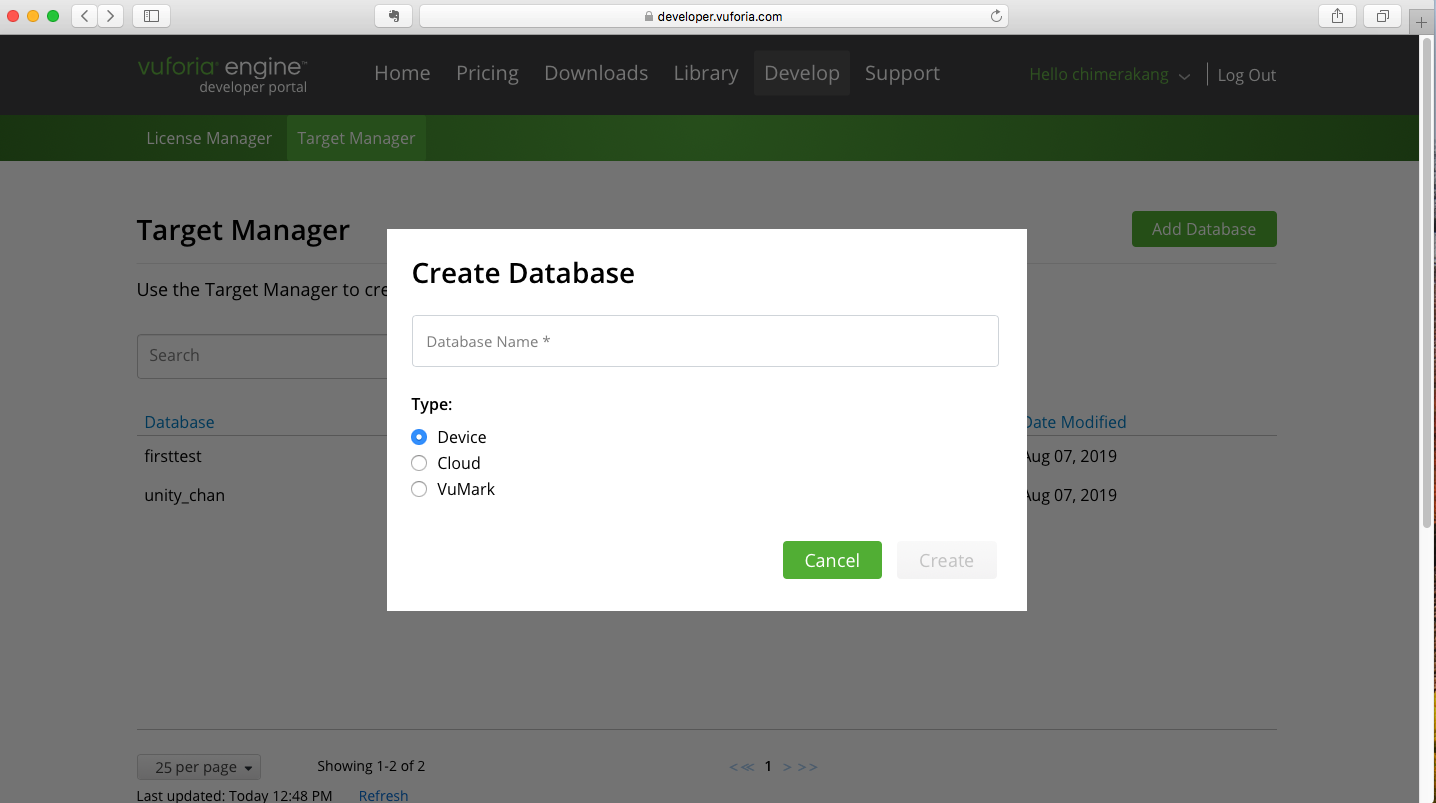 developer.vuforia.com
vuforia® engine™
developer portal
Home Pricing Downloads Library Develop Support
Hello chimerakang
Log Out
License Manager Target Manager
Target Manager
Add Database
Use the Target Manager to cre
Search
Database
Date Modified
firsttest
Aug 07, 2019
unity_chan
Aug 07, 2019
Create Database
Database Name *
Type:
Device
Cloud
VuMark
Cancel Create
25 per page
Showing 1-2 of 2
<< 1 > >>
Last updated: Today 12:48 PM Refresh